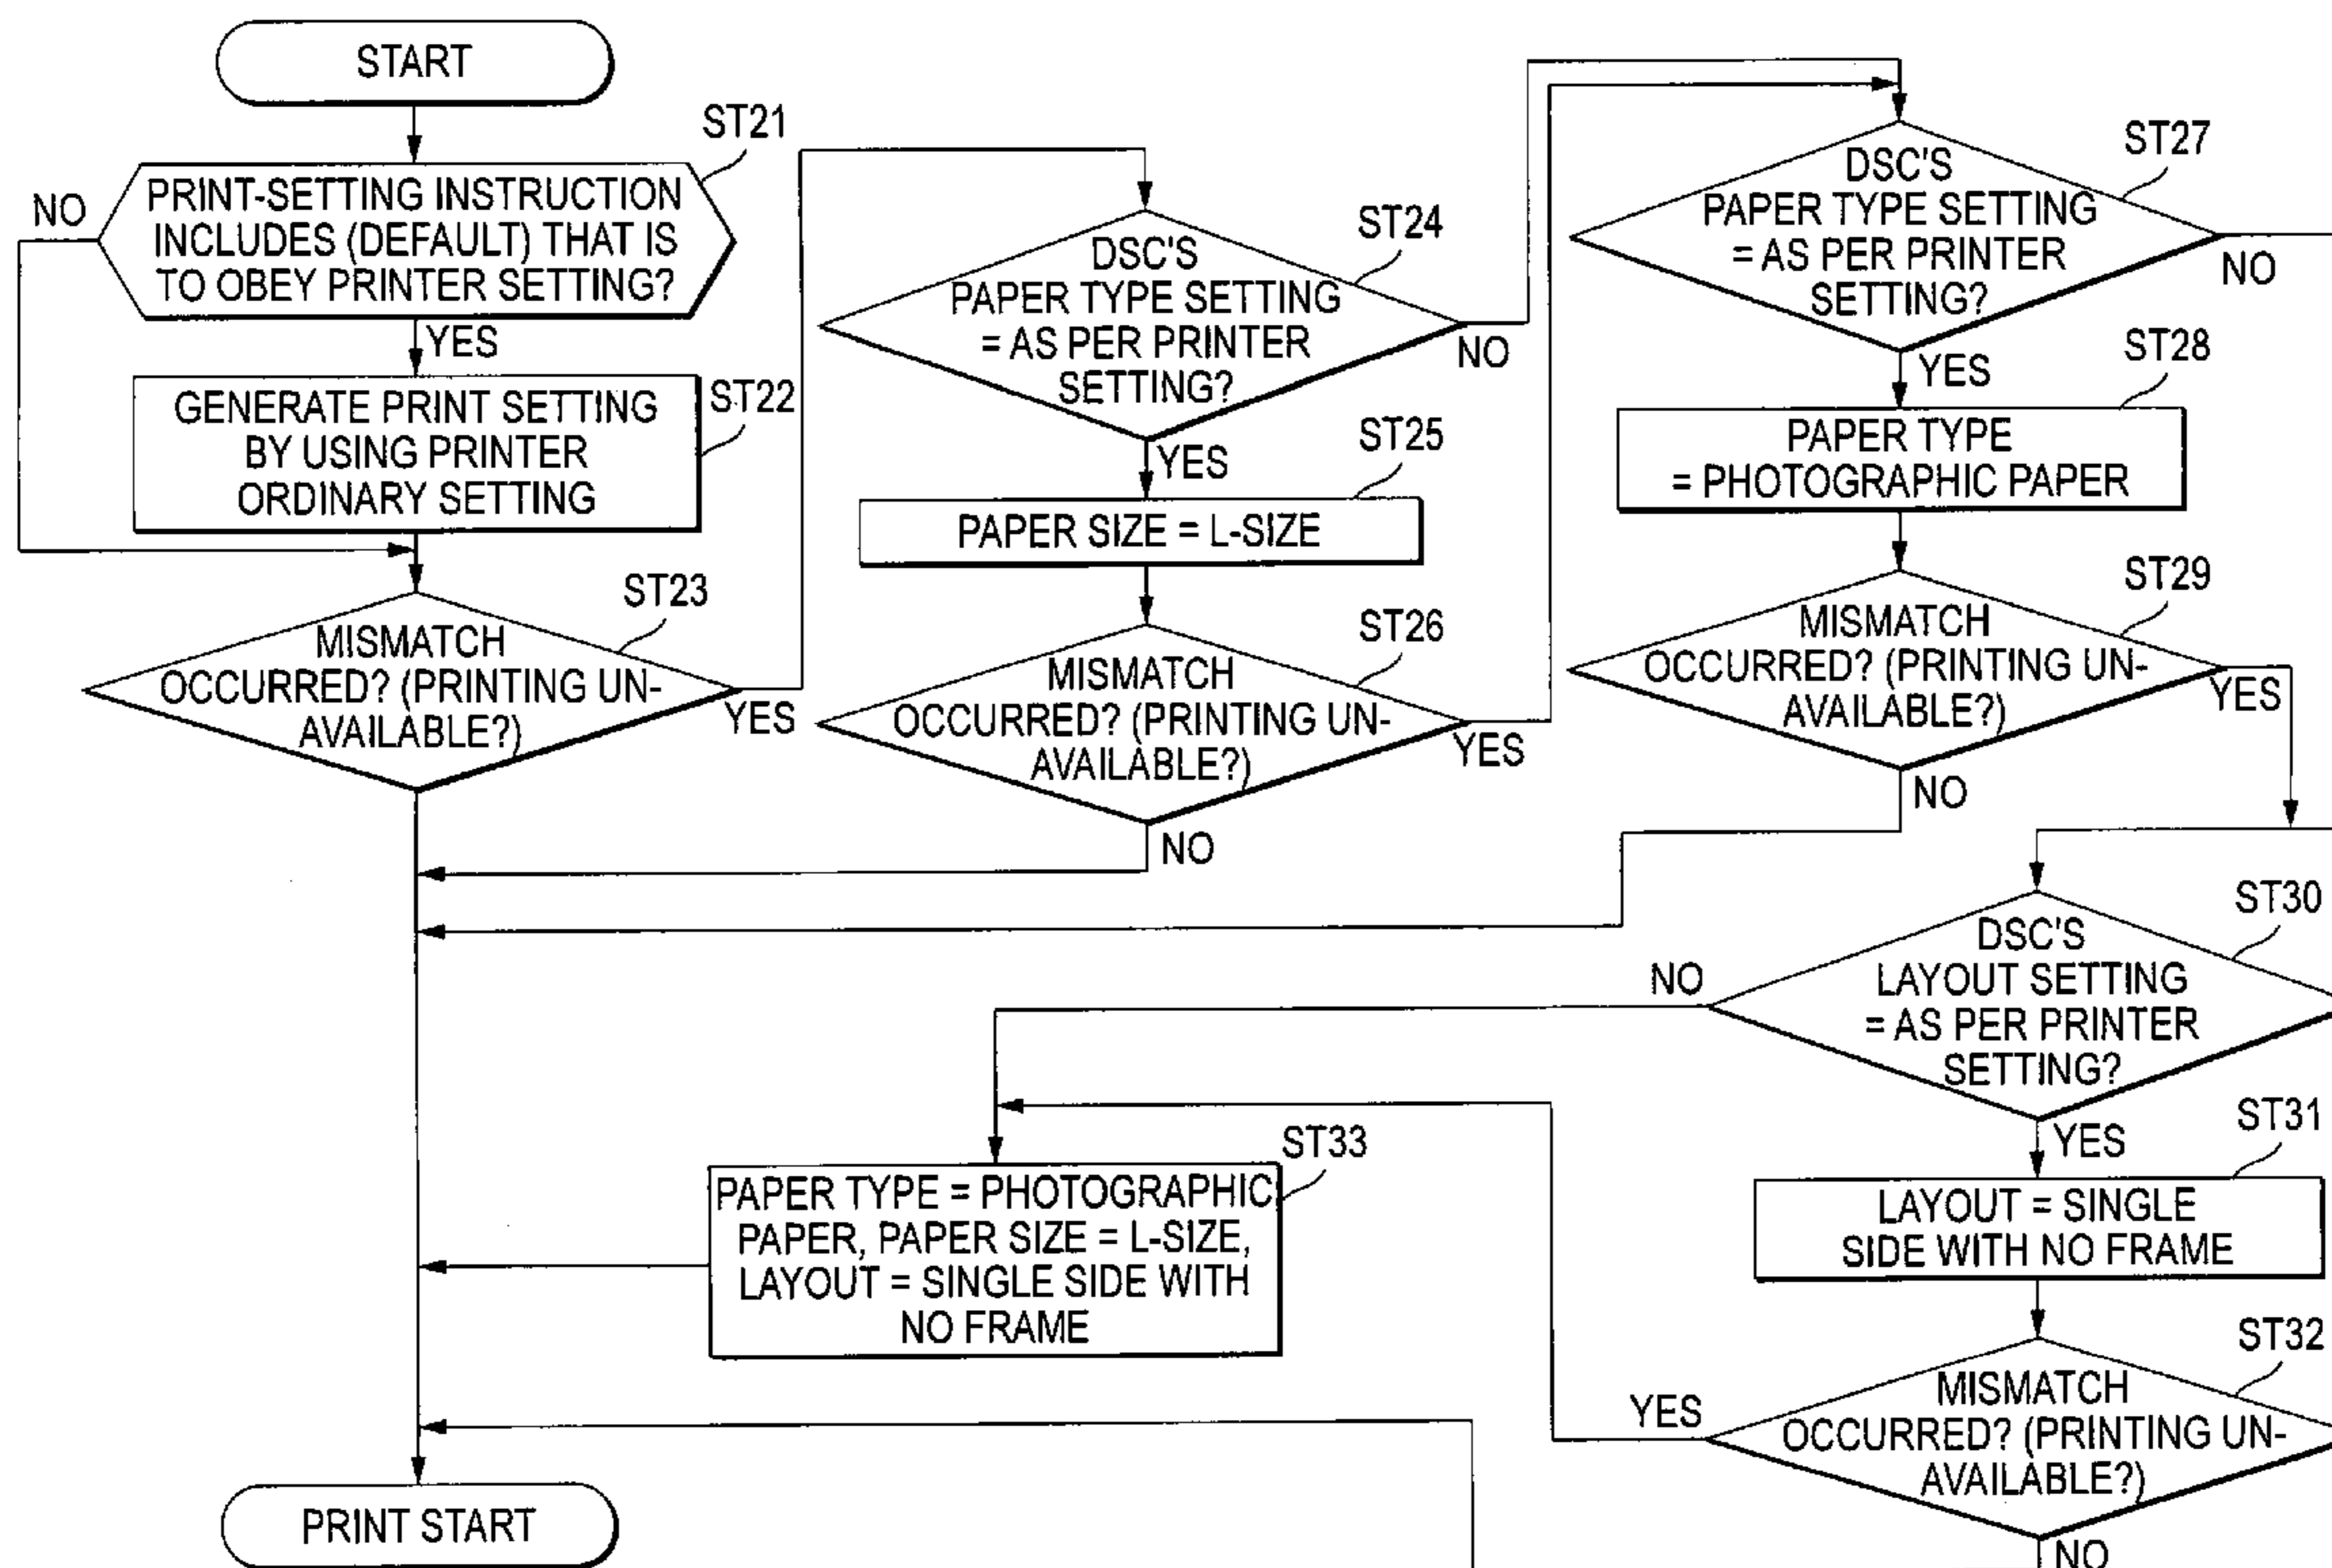 START
ST21
NO
PRINT-SETTING INSTRUCTION
INCLUDES (DEFAULT) THAT IS
TO OBEY PRINTER SETTING?
YES
ST22
GENERATE PRINT SETTING
BY USING PRINTER
ORDINARY SETTING
ST23
MISMATCH
OCCURRED? (PRINTING UN-
AVAILABLE?)
YES
ST24
DSC'S
PAPER TYPE SETTING
= AS PER PRINTER
SETTING?
NO
YES
ST25
PAPER SIZE = L-SIZE
ST26
MISMATCH
OCCURRED? (PRINTING UN-
AVAILABLE?)
YES
NO
ST27
DSC'S
PAPER TYPE SETTING
= AS PER PRINTER
SETTING?
NO
YES
ST28
PAPER TYPE
= PHOTOGRAPHIC PAPER
ST29
MISMATCH
OCCURRED? (PRINTING UN-
AVAILABLE?)
YES
NO
ST30
DSC'S
LAYOUT SETTING
= AS PER PRINTER
SETTING?
NO
YES
ST31
LAYOUT = SINGLE
SIDE WITH NO FRAME
ST32
MISMATCH
OCCURRED? (PRINTING UN-
AVAILABLE?)
YES
NO
ST33
PAPER TYPE = PHOTOGRAPHIC
PAPER, PAPER SIZE = L-SIZE,
LAYOUT = SINGLE SIDE WITH
NO FRAME
PRINT START